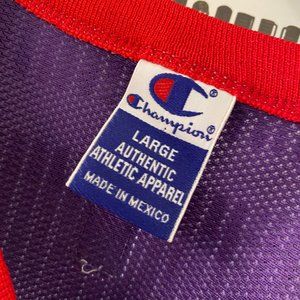 Champion®
LARGE
AUTHENTIC
ATHLETIC APPAREL
MADE IN MEXICO